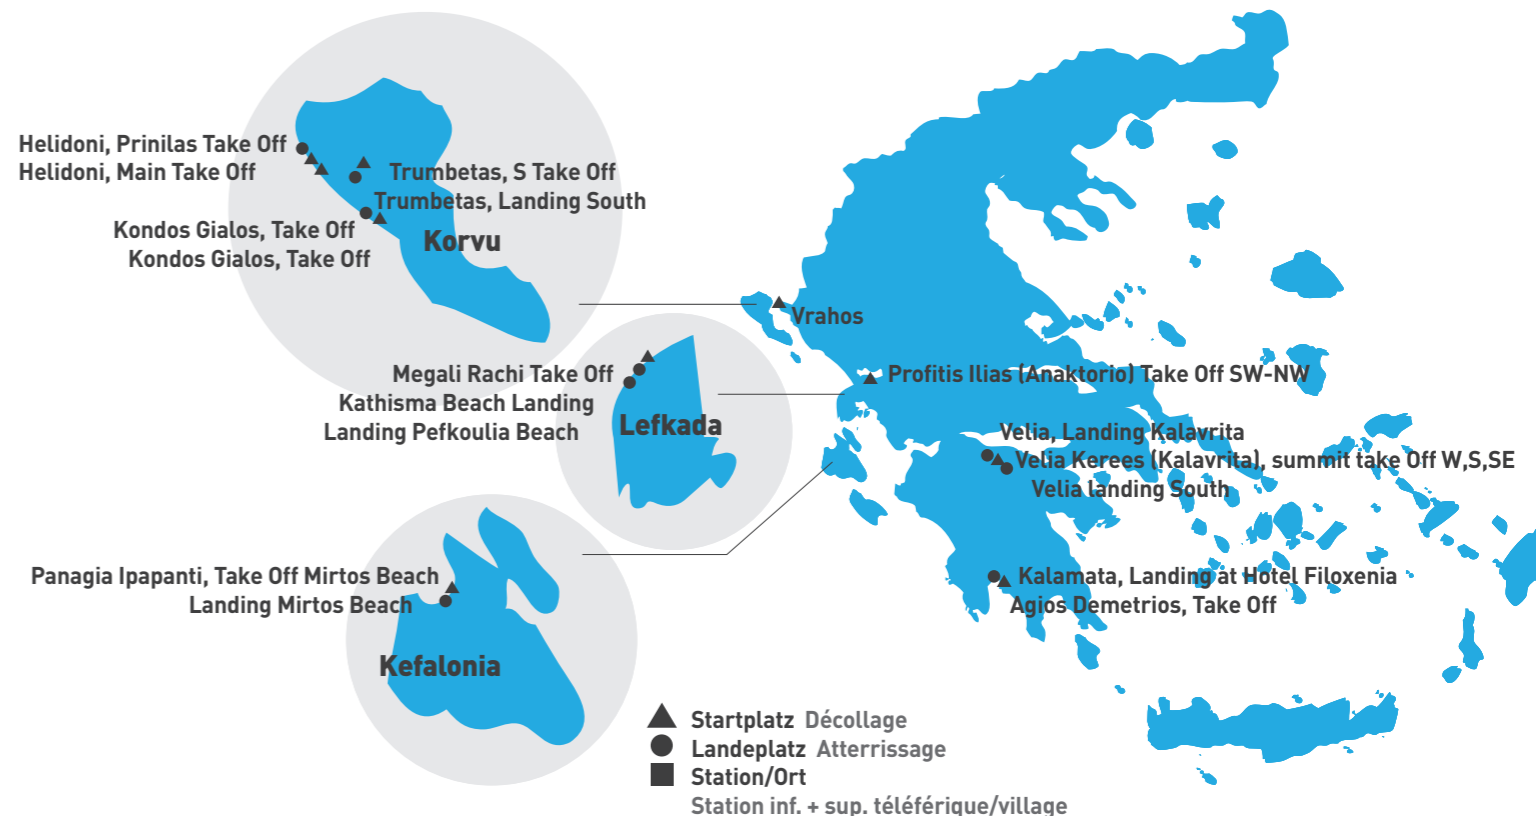 Helidoni, Prinilas Take Off
Helidoni, Main Take Off
Trumbetas, S Take Off
Trumbetas, Landing South
Kondos Gialos, Take Off
Kondos Gialos, Take Off
Korvu
Vrahos
Megali Rachi Take Off
Kathisma Beach Landing
Landing Pefkoulia Beach
Lefkada
Profitis Ilias (Anaktorio) Take Off SW-NW
Velia, Landing Kalavrita
Velia Kerees (Kalavrita), summit take Off W,S,SE
Velia landing South
Panagia Ipapanti, Take Off Mirtos Beach
Landing Mirtos Beach
Kefalonia
Kalamata, Landing at Hotel Filoxenia
Agios Demetrios, Take Off
Startplatz Décollage
Landeplatz Atterrissage
Station/Ort
Station inf. + sup. téléférique/village